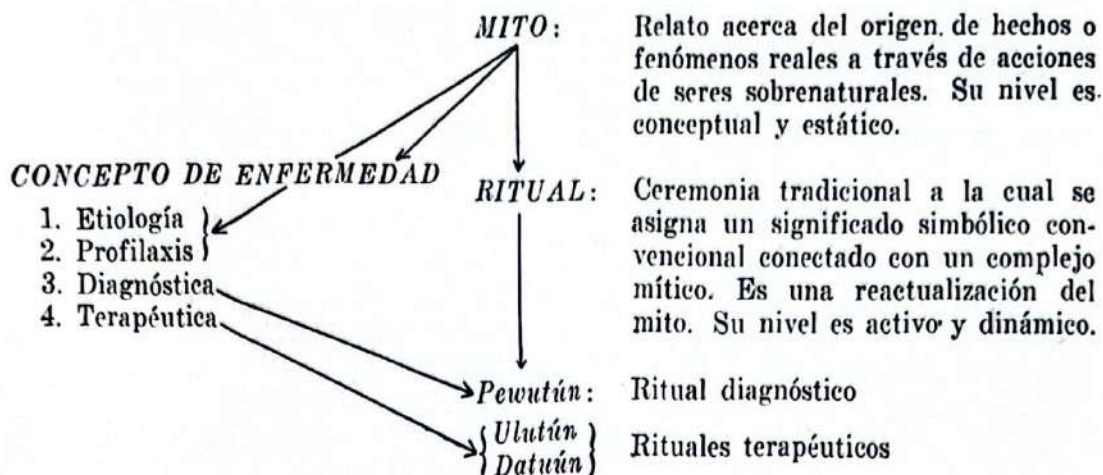 MITO: Relato acerca del origen. de hechos o
fenómenos reales a través de acciones
de seres sobrenaturales. Su nivel es.
conceptual y estático.
CONCEPTO DE ENFERMEDAD
1. Etiología
2. Profilaxis
3. Diagnóstica
4. Terapéutica
RITUAL: Ceremonia tradicional a la cual se
asigna un significado simbólico con-
vencional conectado con un complejo
mítico. Es una reactualización del
mito. Su nivel es activo y dinámico.
Pewutún: Ritual diagnóstico
Ulutún
Datuún
Rituales terapéuticos